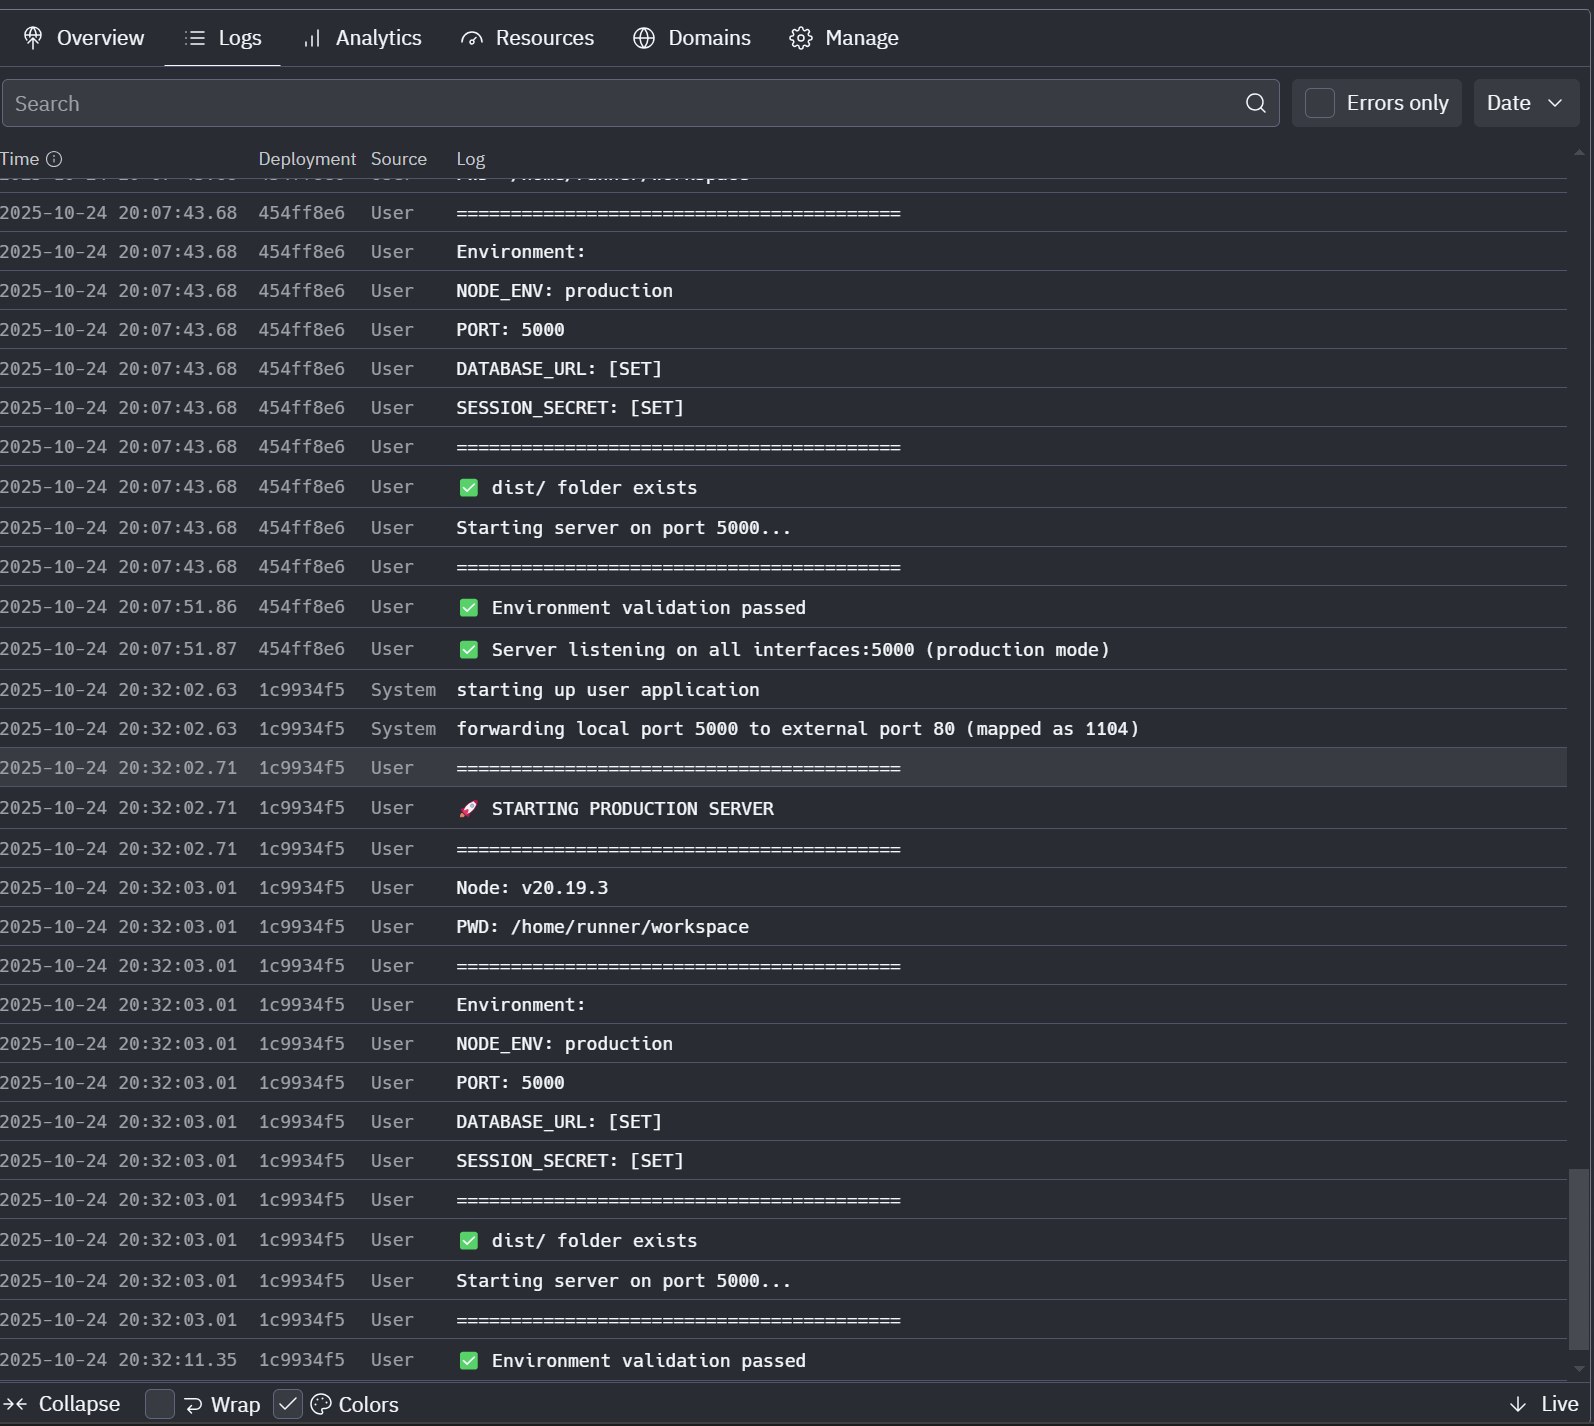 Overview Logs Analytics Resources Domains Manage
Search Errors only Date
Time Deployment Source Log
2025-10-24 20:07:43.68 454ff8e6 User =========================================
2025-10-24 20:07:43.68 454ff8e6 User Environment:
2025-10-24 20:07:43.68 454ff8e6 User NODE_ENV: production
2025-10-24 20:07:43.68 454ff8e6 User PORT: 5000
2025-10-24 20:07:43.68 454ff8e6 User DATABASE_URL: [SET]
2025-10-24 20:07:43.68 454ff8e6 User SESSION_SECRET: [SET]
2025-10-24 20:07:43.68 454ff8e6 User =========================================
2025-10-24 20:07:43.68 454ff8e6 User ✅ dist/ folder exists
2025-10-24 20:07:43.68 454ff8e6 User Starting server on port 5000...
2025-10-24 20:07:43.68 454ff8e6 User =========================================
2025-10-24 20:07:51.86 454ff8e6 User ✅ Environment validation passed
2025-10-24 20:07:51.87 454ff8e6 User ✅ Server listening on all interfaces:5000 (production mode)
2025-10-24 20:32:02.63 1c9934f5 System starting up user application
2025-10-24 20:32:02.63 1c9934f5 System forwarding local port 5000 to external port 80 (mapped as 1104)
2025-10-24 20:32:02.71 1c9934f5 User =========================================
2025-10-24 20:32:02.71 1c9934f5 User 🚀 STARTING PRODUCTION SERVER
2025-10-24 20:32:02.71 1c9934f5 User =========================================
2025-10-24 20:32:03.01 1c9934f5 User Node: v20.19.3
2025-10-24 20:32:03.01 1c9934f5 User PWD: /home/runner/workspace
2025-10-24 20:32:03.01 1c9934f5 User =========================================
2025-10-24 20:32:03.01 1c9934f5 User Environment:
2025-10-24 20:32:03.01 1c9934f5 User NODE_ENV: production
2025-10-24 20:32:03.01 1c9934f5 User PORT: 5000
2025-10-24 20:32:03.01 1c9934f5 User DATABASE_URL: [SET]
2025-10-24 20:32:03.01 1c9934f5 User SESSION_SECRET: [SET]
2025-10-24 20:32:03.01 1c9934f5 User =========================================
2025-10-24 20:32:03.01 1c9934f5 User ✅ dist/ folder exists
2025-10-24 20:32:03.01 1c9934f5 User Starting server on port 5000...
2025-10-24 20:32:03.01 1c9934f5 User =========================================
2025-10-24 20:32:11.35 1c9934f5 User ✅ Environment validation passed
Collapse Wrap Colors Live